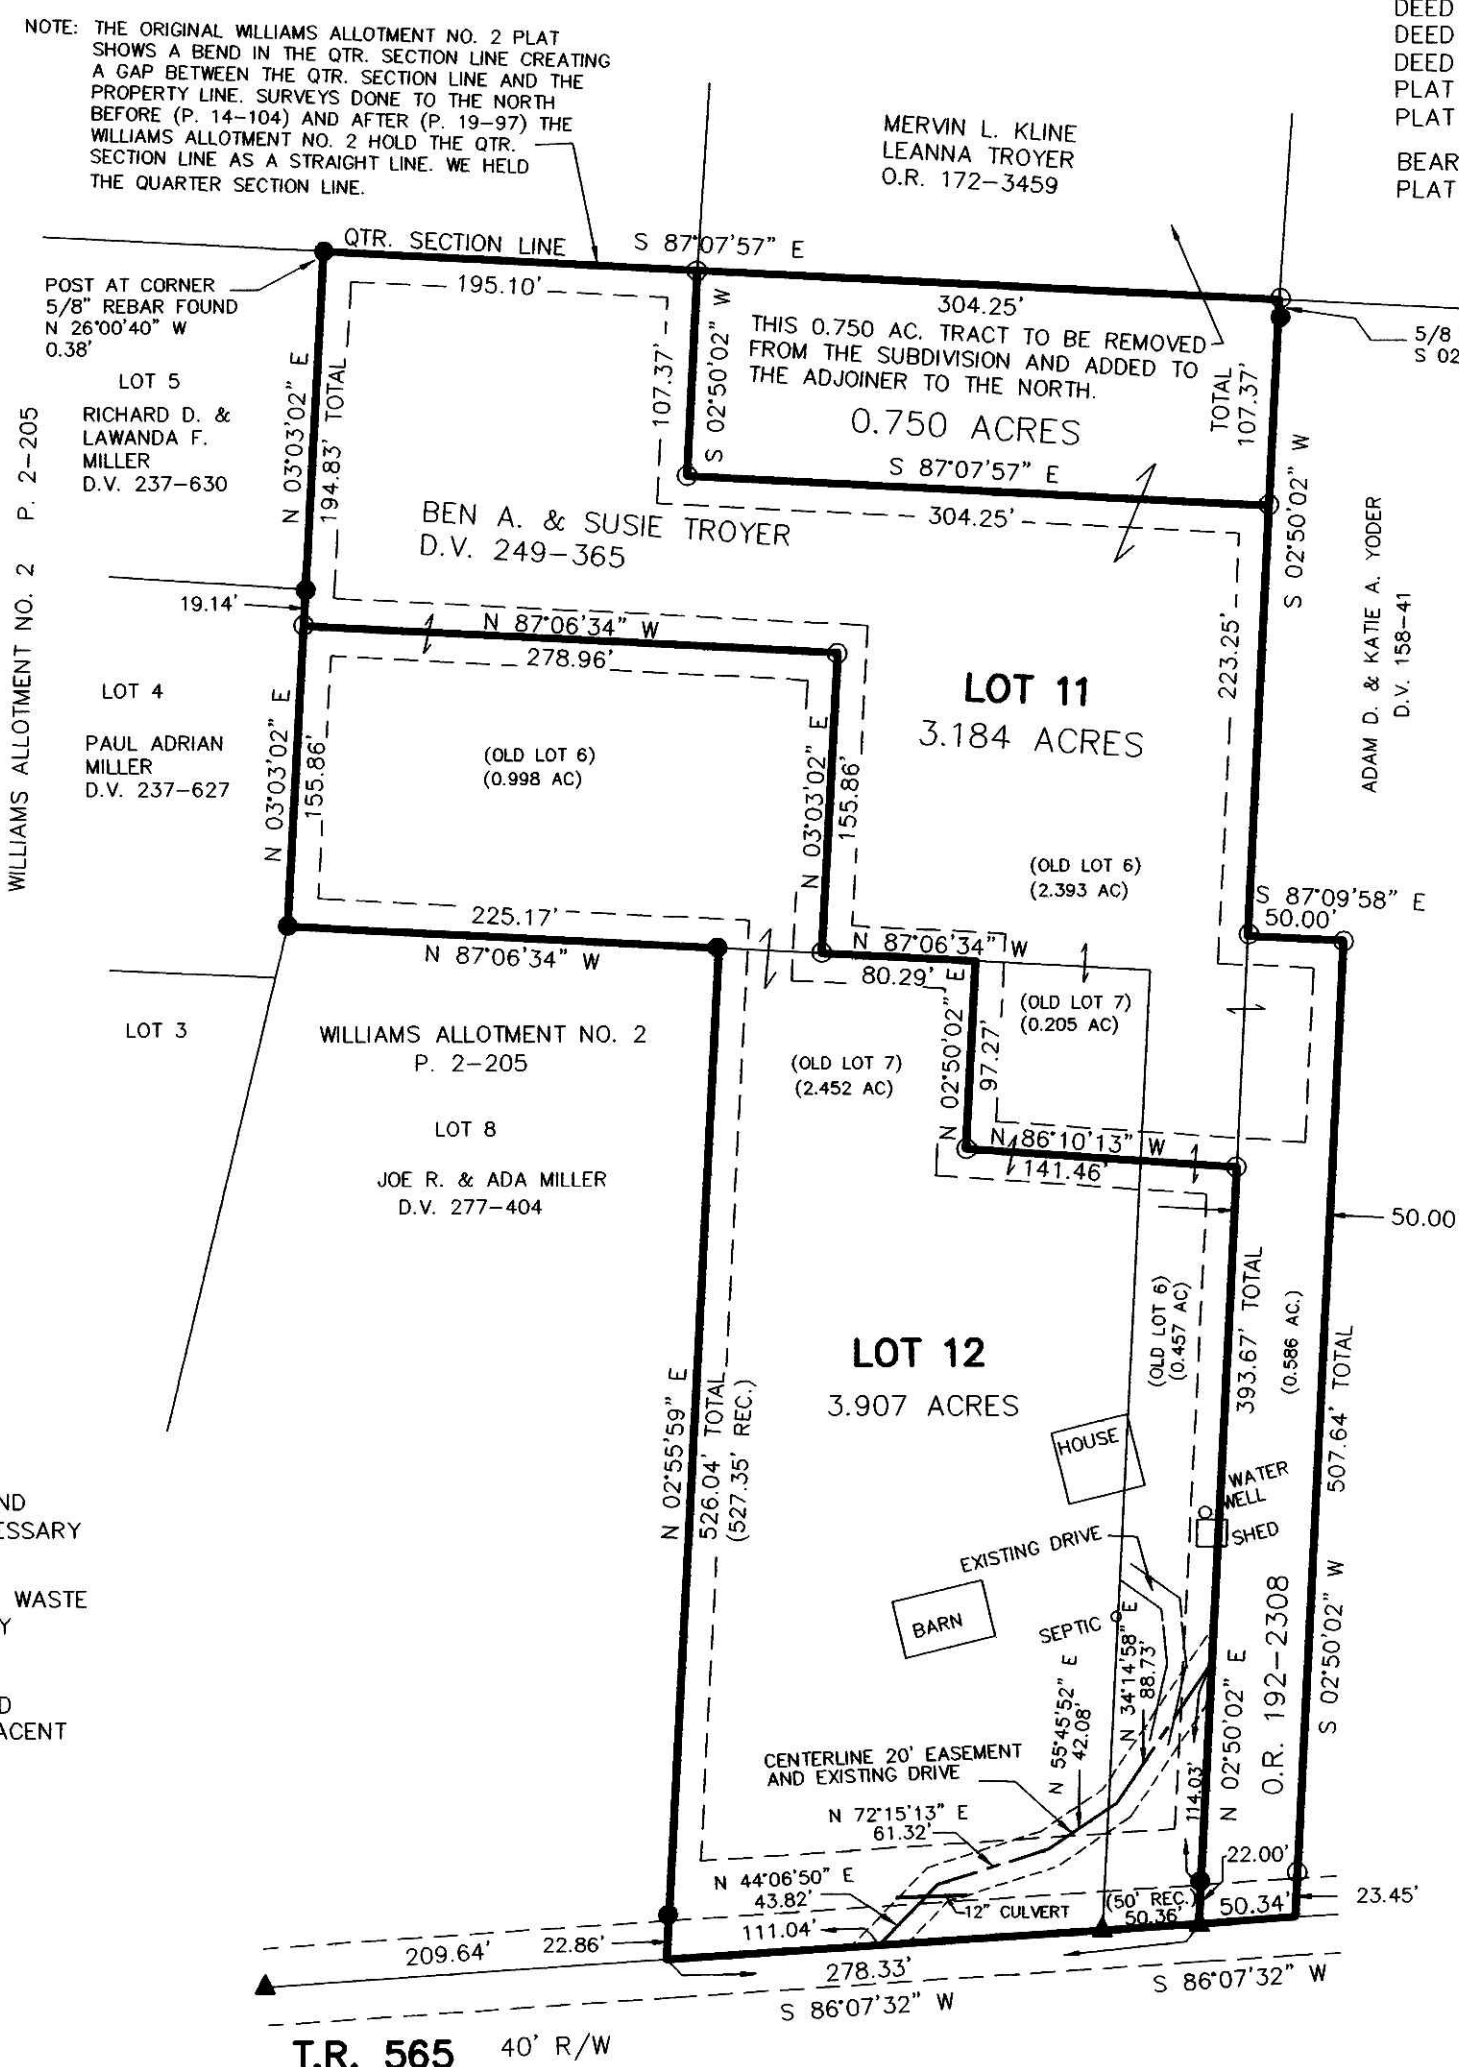 NOTE: THE ORIGINAL WILLIAMS ALLOTMENT NO. 2 PLAT
SHOWS A BEND IN THE QTR. SECTION LINE CREATING
A GAP BETWEEN THE QTR. SECTION LINE AND THE
PROPERTY LINE. SURVEYS DONE TO THE NORTH
BEFORE (P. 14-104) AND AFTER (P. 19-97) THE
WILLIAMS ALLOTMENT NO. 2 HOLD THE QTR.
SECTION LINE AS A STRAIGHT LINE. WE HELD
THE QUARTER SECTION LINE.
MERVIN L. KLINE
LEANNA TROYER
O.R. 172-3459
DEED
DEED
DEED
PLAT
PLAT
BEAR
PLAT
QTR. SECTION LINE
S 87°07'57" E
195.10'
304.25'
POST AT CORNER
5/8" REBAR FOUND
N 26°00'40" W
0.38'
5/8
S 02
THIS 0.750 AC. TRACT TO BE REMOVED
FROM THE SUBDIVISION AND ADDED TO
THE ADJOINER TO THE NORTH.
0.750 ACRES
107.37'
S 02°50'02" W
TOTAL
107.37'
S 87°07'57" E
304.25'
LOT 5
RICHARD D. &
LAWANDA F.
MILLER
D.V. 237-630
N 03°03'02" E
194.83' TOTAL
WILLIAMS ALLOTMENT NO. 2 P. 2-205
BEN A. & SUSIE TROYER
D.V. 249-365
S 02°50'02" W
223.25'
ADAM D. & KATIE A. YODER
D.V. 158-41
19.14'
N 87°06'34" W
278.96'
LOT 4
PAUL ADRIAN
MILLER
D.V. 237-627
N 03°03'02" E
155.86'
(OLD LOT 6)
(0.998 AC)
N 03°03'02" E
155.86'
LOT 11
3.184 ACRES
(OLD LOT 6)
(2.393 AC)
S 87°09'58" E
50.00'
225.17'
N 87°06'34" W
N 87°06'34" W
80.29'
LOT 3
WILLIAMS ALLOTMENT NO. 2
P. 2-205
LOT 8
JOE R. & ADA MILLER
D.V. 277-404
(OLD LOT 7)
(2.452 AC)
N 02°50'02" E
97.27'
(OLD LOT 7)
(0.205 AC)
N 86°10'13" W
141.46'
50.00
LOT 12
3.907 ACRES
(OLD LOT 6)
(0.457 AC)
393.67' TOTAL
(0.586 AC.)
507.64' TOTAL
N 02°55'59" E
526.04' TOTAL
(527.35' REC.)
HOUSE
WATER
WELL
SHED
EXISTING DRIVE
BARN
SEPTIC
ND
ESSARY
WASTE
Y
D
ACENT
N 34°14'58" E
88.73'
N 55°45'52" E
42.08'
CENTERLINE 20' EASEMENT
AND EXISTING DRIVE
N 72°15'13" E
61.32'
N 44°06'50" E
43.82'
12" CULVERT
114.03'
N 02°50'02" E
O.R. 192-2308
S 02°50'02" W
22.00'
(50' REC.)
50.36'
50.34'
23.45'
209.64'
22.86'
111.04'
278.33'
S 86°07'32" W
S 86°07'32" W
T.R. 565 40' R/W